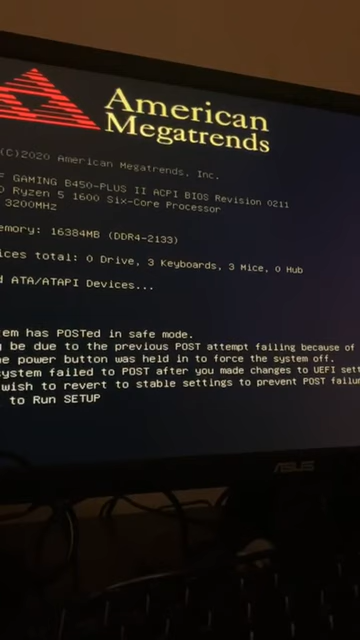 American
Megatrends
(C)2020 American Megatrends, Inc.
F GAMING B450-PLUS II ACPI BIOS Revision 0211
D Ryzen 5 1600 Six-Core Processor
3200MHz
emory: 16384MB (DDR4-2133)
ices total: 0 Drive, 3 Keyboards, 3 Mice, 0 Hub
d ATA/ATAPI Devices...
tem has POSTed in safe mode.
y be due to the previous POST attempt failing because of
he power button was held in to force the system off.
ystem failed to POST after you made changes to UEFI sett
wish to revert to stable settings to prevent POST failu
to Run SETUP
ASUS